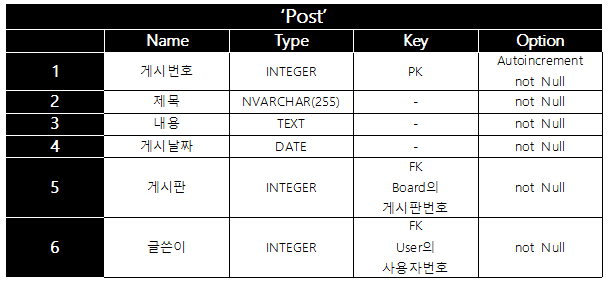 ‘Post’
Name Type Key Option
1 게시번호 INTEGER PK Autoincrement
not Null
2 제목 NVARCHAR(255) - not Null
3 내용 TEXT - not Null
4 게시날짜 DATE - not Null
5 게시판 INTEGER FK
Board의
게시판번호 not Null
6 글쓴이 INTEGER FK
User의
사용자번호 not Null